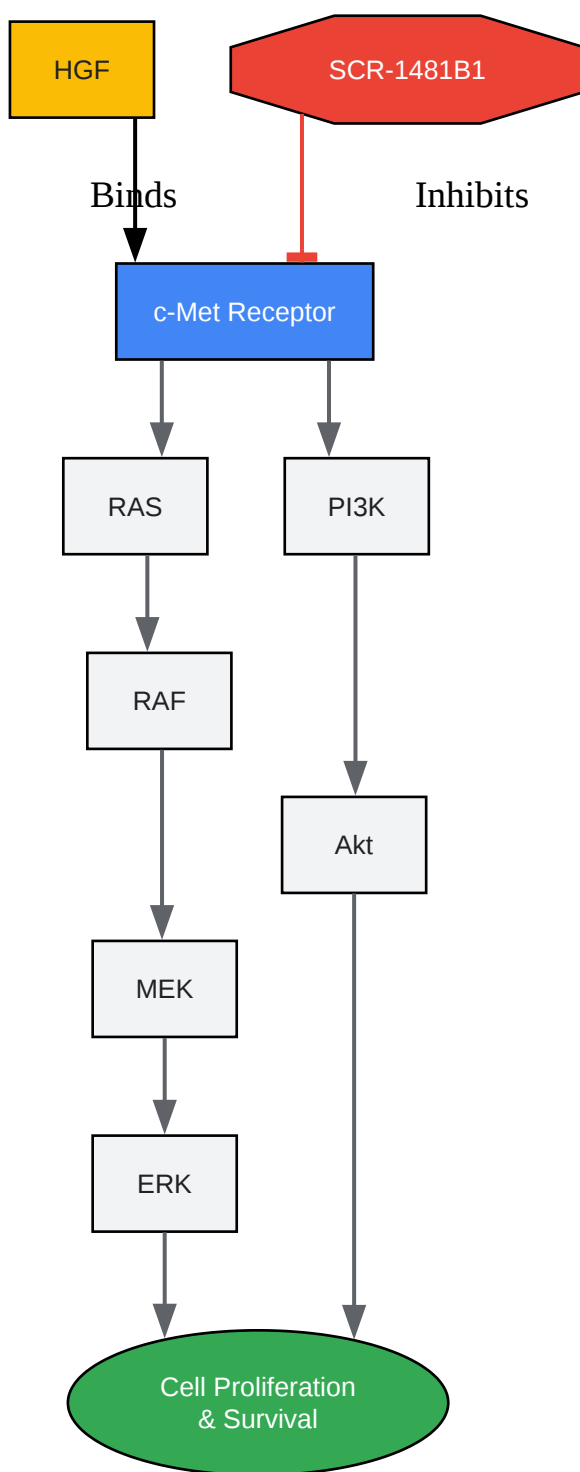 HGF
SCR-1481B1
Binds
Inhibits
c-Met Receptor
RAS
PI3K
RAF
Akt
MEK
ERK
Cell Proliferation
& Survival